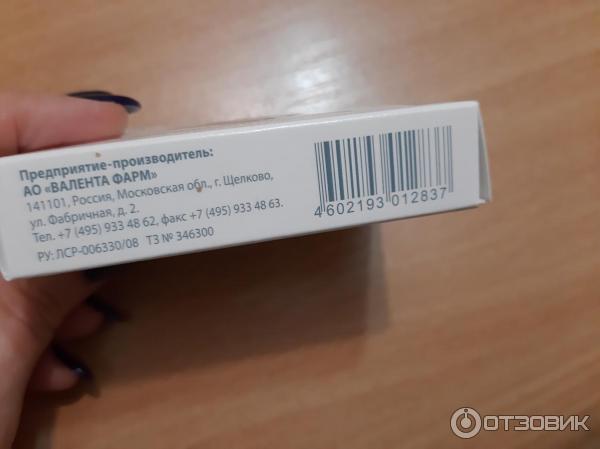 Предприятие-производитель:
АО «ВАЛЕНТА ФАРМ»
141101, Россия, Московская обл., г. Щелково,
ул. Фабричная, д. 2.
Тел. +7 (495) 933 48 62, факс +7 (495) 933 48 63.
РУ: ЛСР-006330/08 ТЗ № 346300
4 602193 012837
ОТЗОВИК